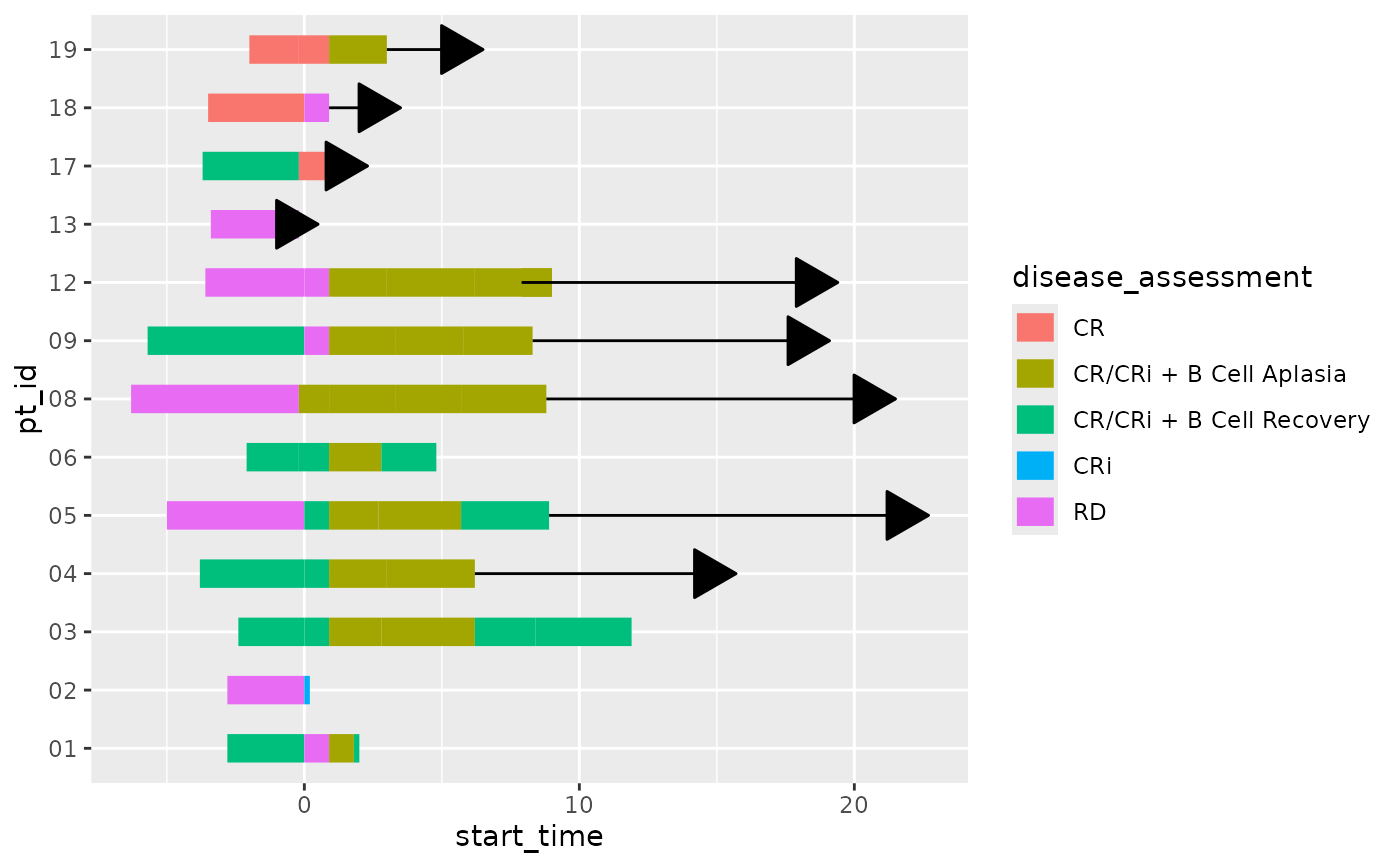 19
18
17
13
12
09
08
06
05
04
03
02
01
pt_id
0 10 20
start_time
disease_assessment
CR
CR/CRi + B Cell Aplasia
CR/CRi + B Cell Recovery
CRi
RD